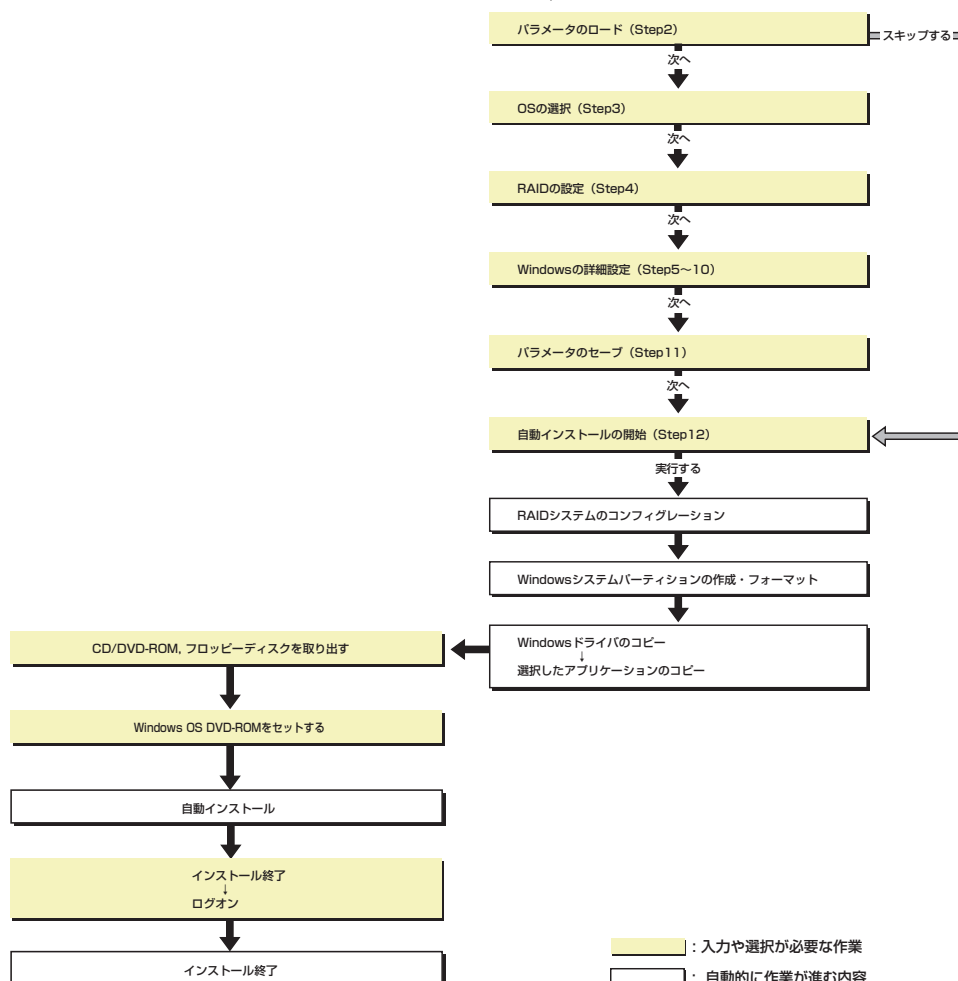 パラメータのロード（Step2）
スキップする
次へ
OSの選択（Step3）
次へ
RAIDの設定（Step4）
次へ
Windowsの詳細設定（Step5〜10）
次へ
パラメータのセーブ（Step11）
次へ
自動インストールの開始（Step12）
実行する
RAIDシステムのコンフィグレーション
Windowsシステムパーティションの作成・フォーマット
Windowsドライバのコピー
↓
選択したアプリケーションのコピー
CD/DVD-ROM, フロッピーディスクを取り出す
Windows OS DVD-ROMをセットする
自動インストール
インストール終了
↓
ログオン
インストール終了
：入力や選択が必要な作業
： 自動的に作業が進む内容